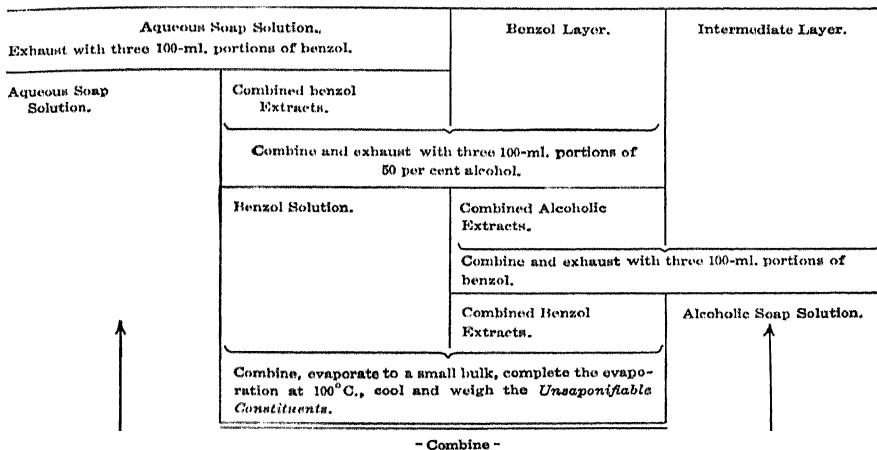 Aqueous Soap Solution.
Exhaust with three 100-ml. portions of benzol.
Benzol Layer.
Intermediate Layer.
Aqueous Soap
Solution.
Combined benzol
Extracts.
Combine and exhaust with three 100-ml. portions of
50 per cent alcohol.
Benzol Solution.
Combined Alcoholic
Extracts.
Combine and exhaust with three 100-ml. portions of
benzol.
Combined Benzol
Extracts.
Alcoholic Soap Solution.
Combine, evaporate to a small bulk, complete the evapo-
ration at 100°C., cool and weigh the Unsaponifiable
Constituents.
- Combine -